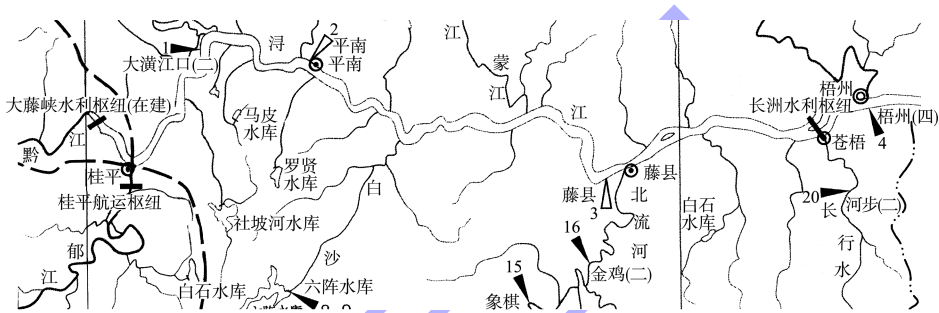 2
平南
平南
1
浔
大潢江口(二)
江
蒙
江
江
大藤峡水利枢纽(在建)
江
黔
马皮
水库
罗贤
水库
桂平
桂平航运枢纽
社坡河水库
白
沙
郁
江
白石水库
六陈水库
藤县
藤县
3
北
流
河
16
金鸡(二)
15
象棋
白石
水库
长洲水利枢纽
梧州
梧州(四)
4
苍梧
20
河步(二)
长
行
水